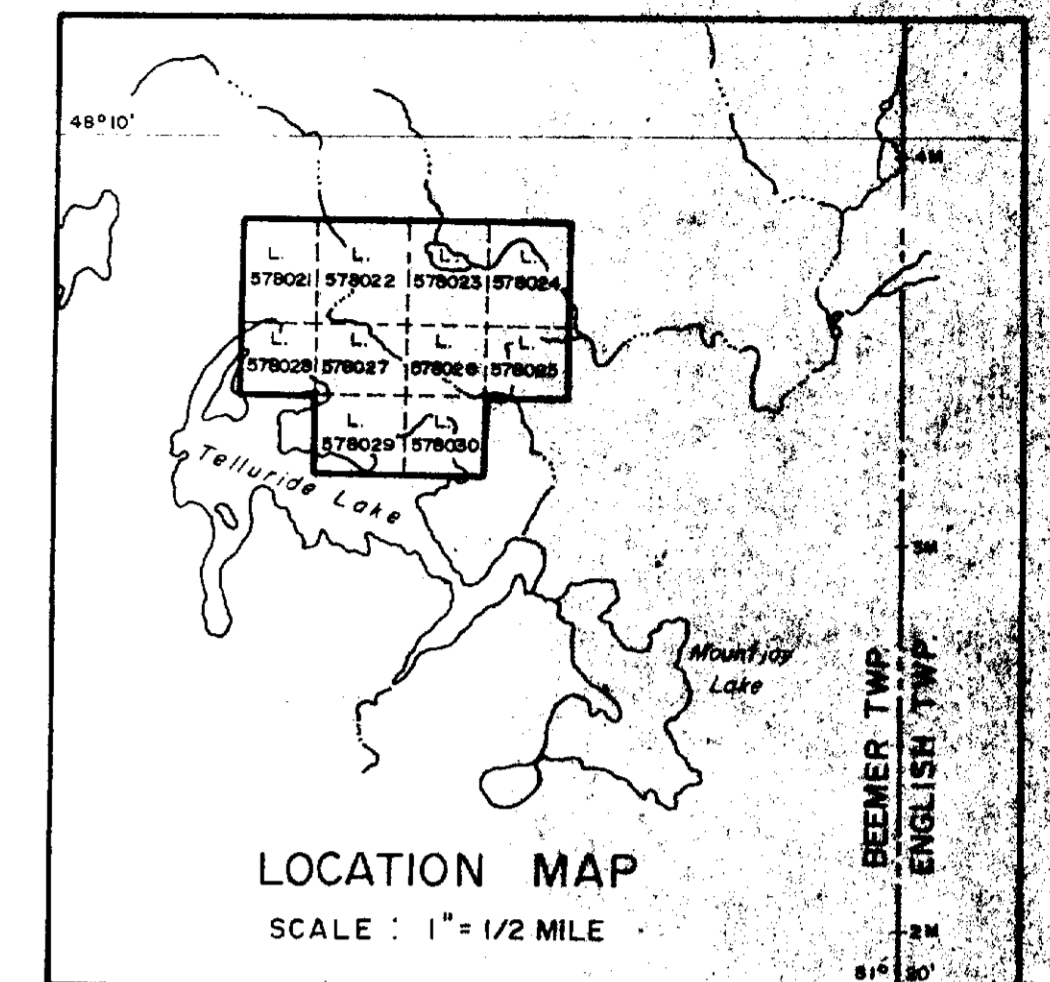 48°10'
4M
L. L. L. L.
578021 578022 578023 578024
L. L. L. L.
578028 578027 578026 578025
L. L.
578029 578030
Telluride Lake
3M
Mountjoy
Lake
BEEMER TWP.
ENGLISH TWP.
LOCATION MAP
SCALE : 1" = 1/2 MILE
2M
81° 20'